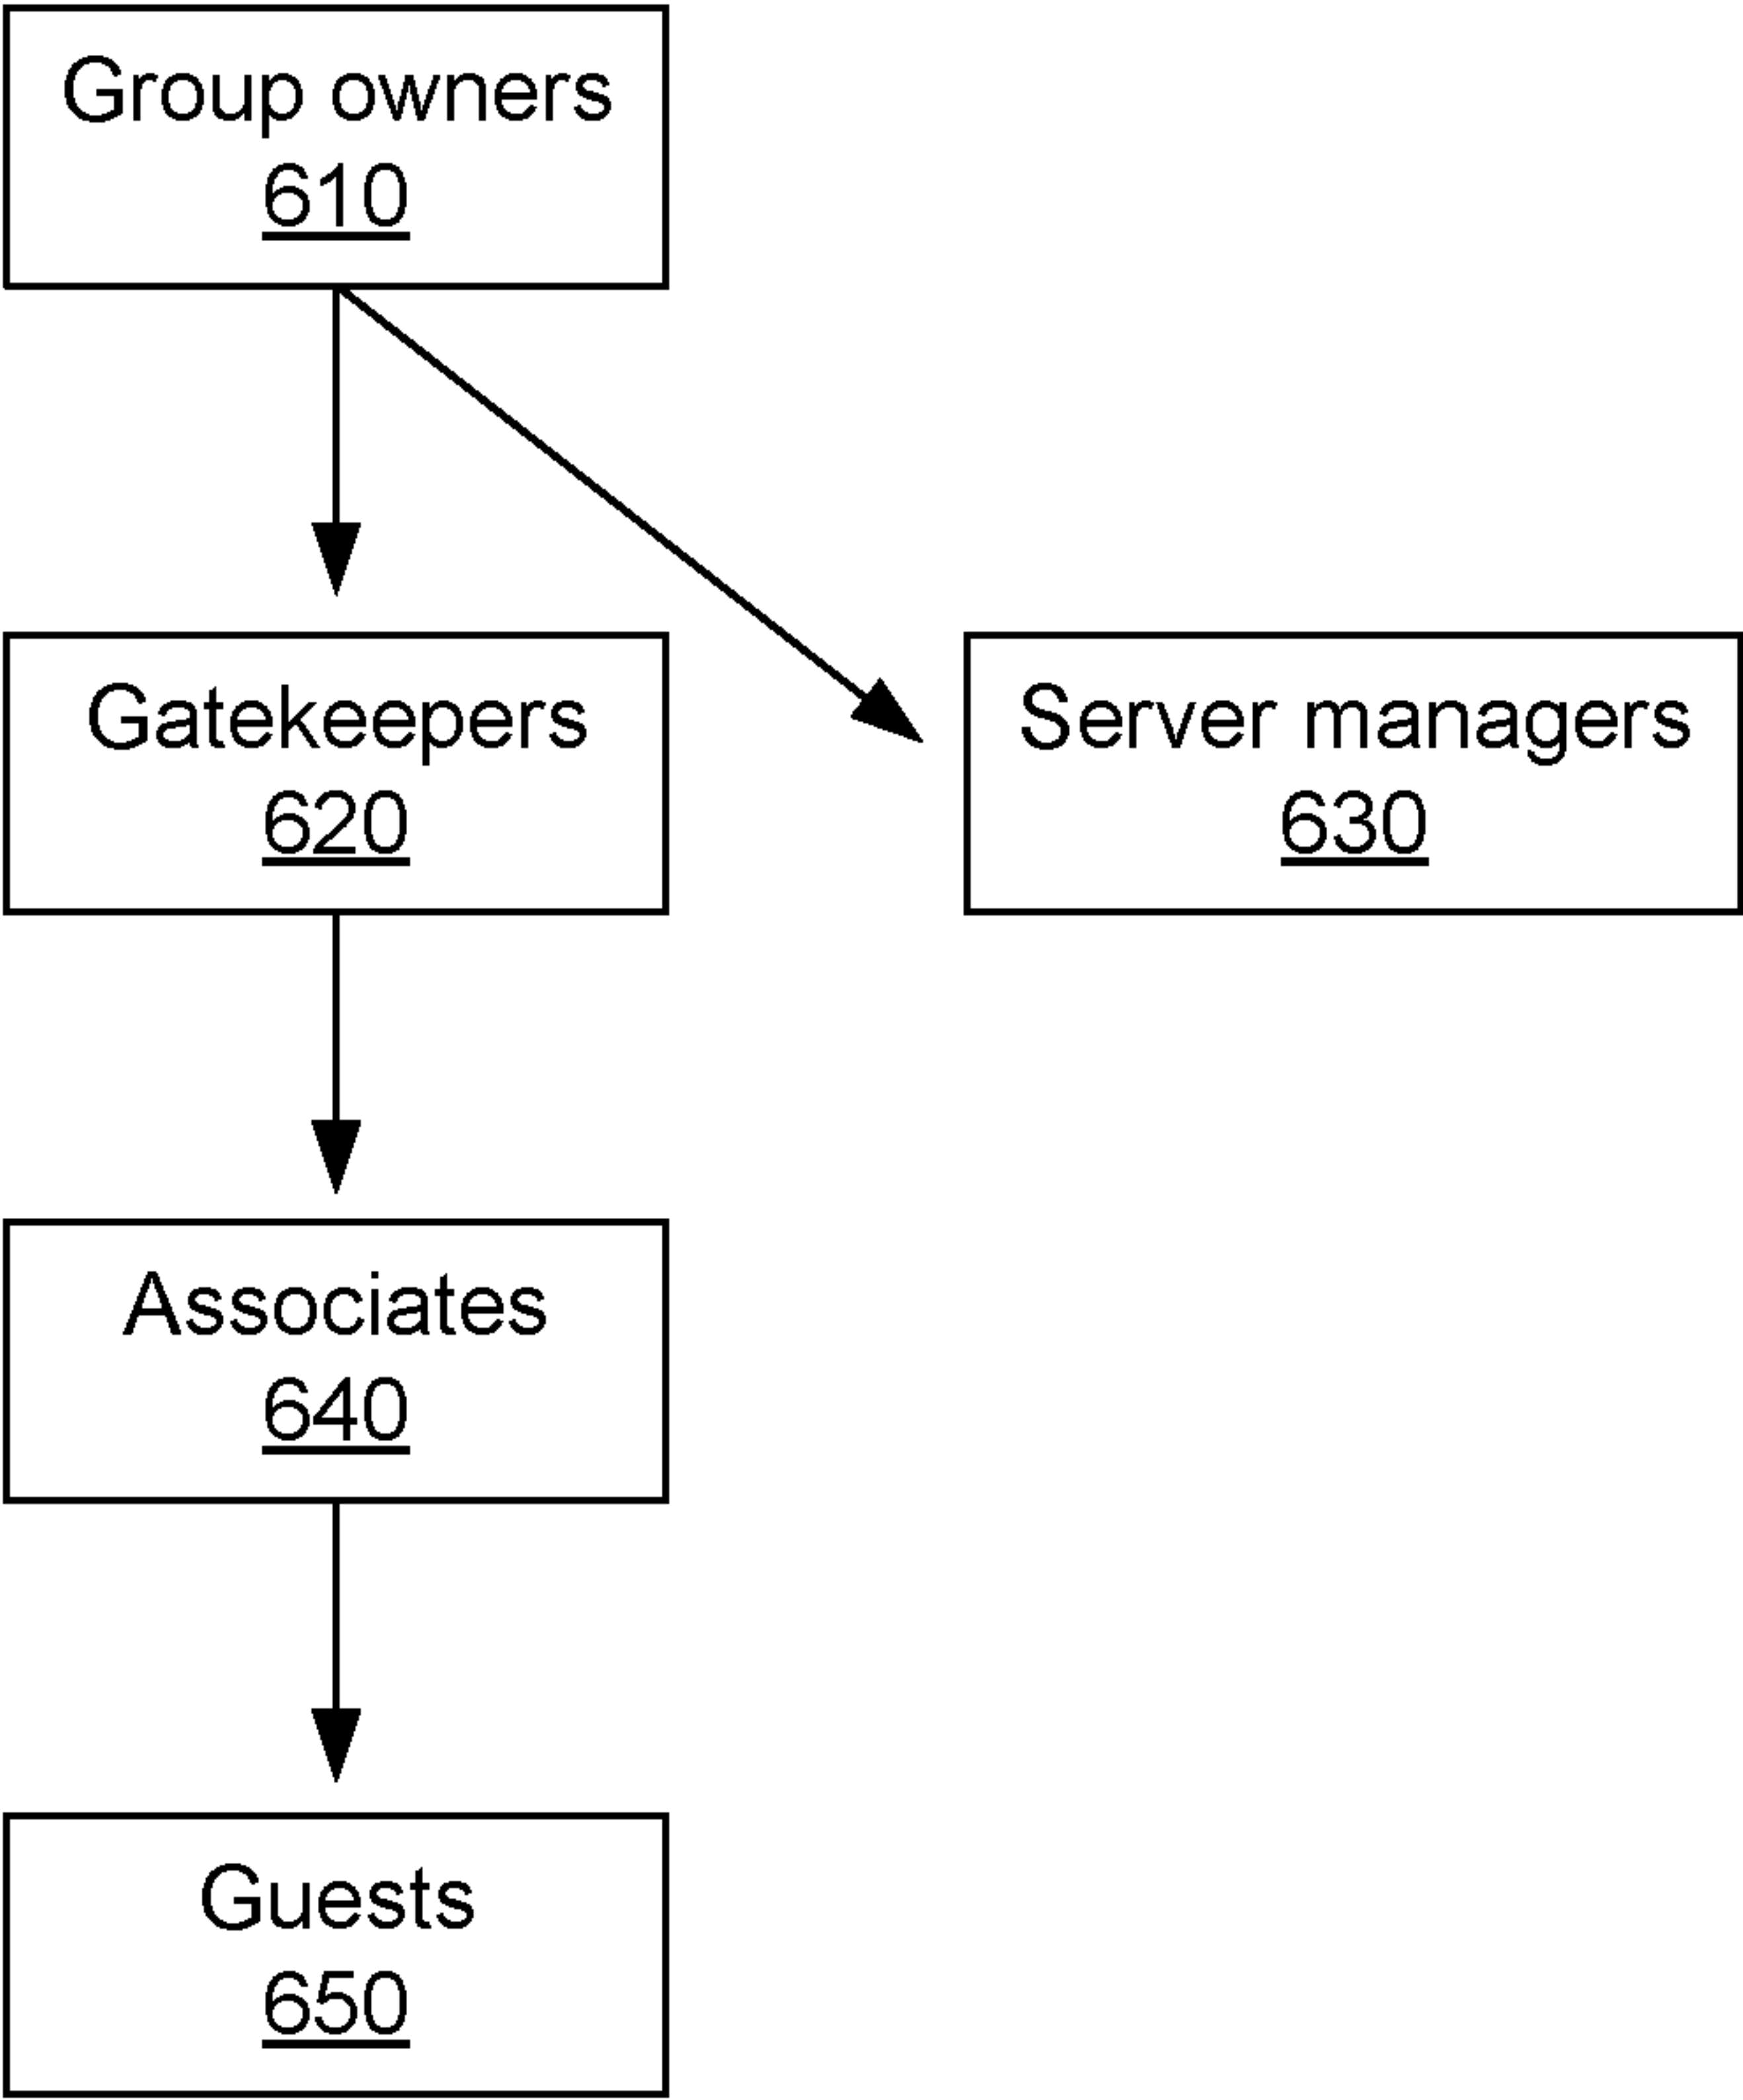 Group owners
610
Gatekeepers
620
Server managers
630
Associates
640
Guests
650